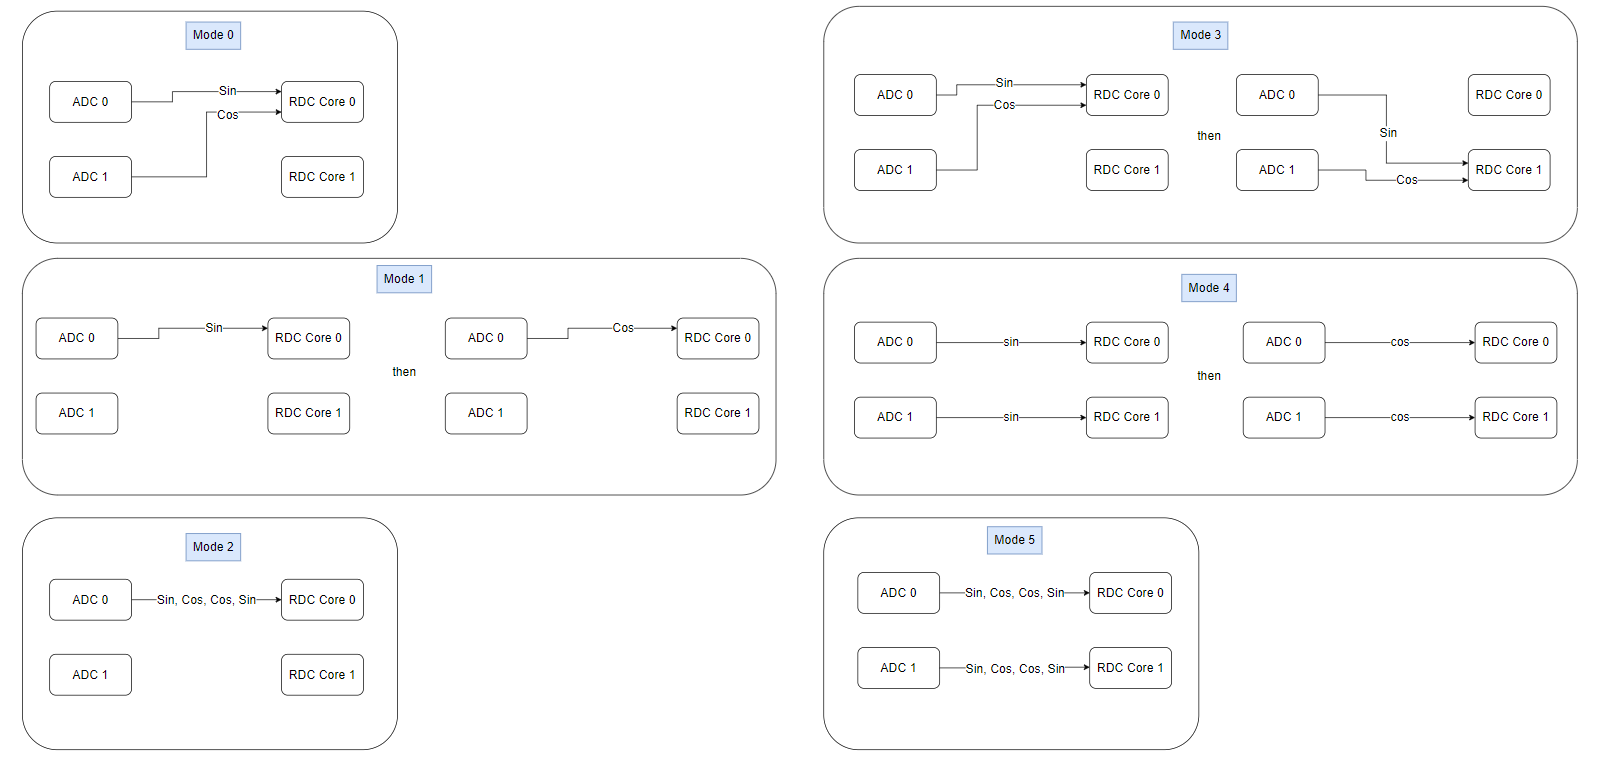 Mode 0
ADC 0
Sin
Cos
RDC Core 0
ADC 1
RDC Core 1
Mode 3
ADC 0
Sin
Cos
RDC Core 0
ADC 1
RDC Core 1
then
ADC 0
Sin
RDC Core 0
ADC 1
Cos
RDC Core 1
Mode 1
ADC 0
Sin
RDC Core 0
ADC 1
RDC Core 1
then
ADC 0
Cos
RDC Core 0
ADC 1
RDC Core 1
Mode 4
ADC 0
sin
RDC Core 0
ADC 1
sin
RDC Core 1
then
ADC 0
cos
RDC Core 0
ADC 1
cos
RDC Core 1
Mode 2
ADC 0
Sin, Cos, Cos, Sin
RDC Core 0
ADC 1
RDC Core 1
Mode 5
ADC 0
Sin, Cos, Cos, Sin
RDC Core 0
ADC 1
Sin, Cos, Cos, Sin
RDC Core 1